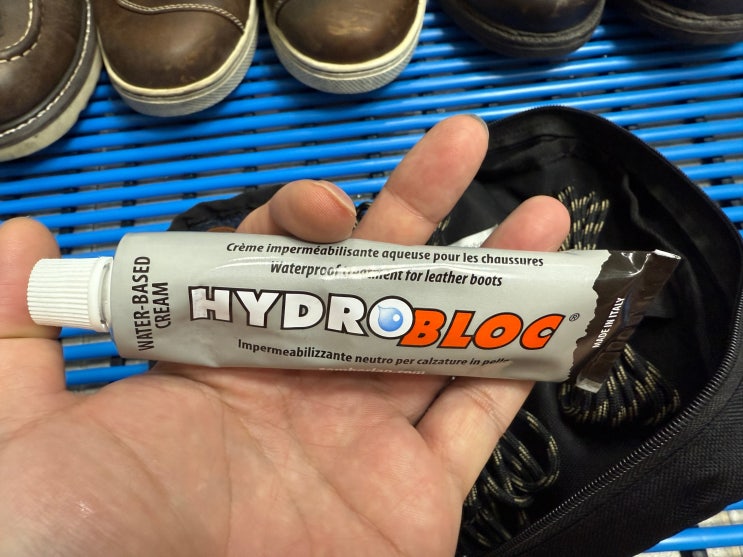 Crème imperméabilisante aqueuse pour les chaussures
Waterproof treatment for leather boots
WATER-BASED
CREAM
HYDROBLOC®
MADE IN ITALY
Impermeabilizzante neutro per calzature in pelle